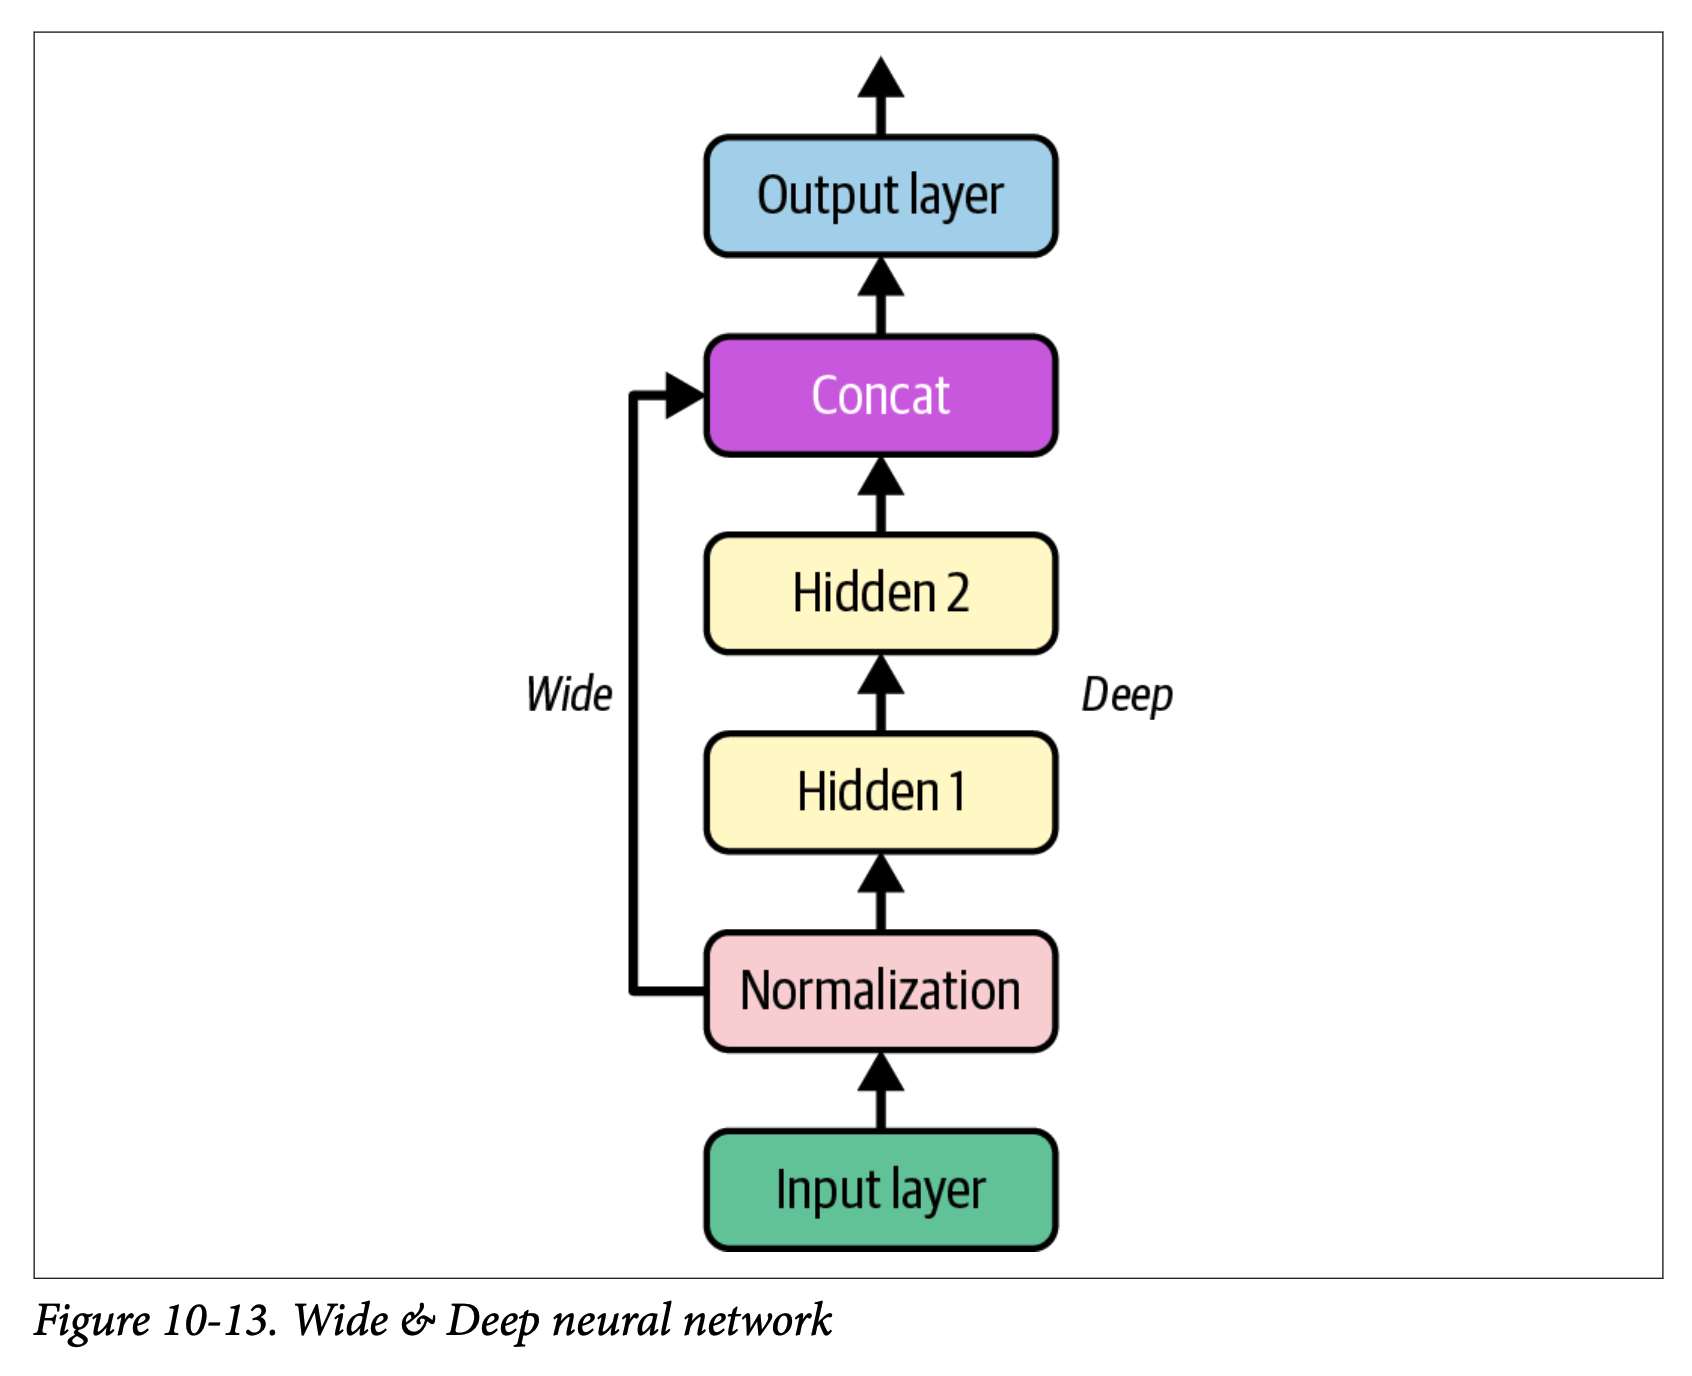 Output layer
Concat
Hidden 2
Wide
Deep
Hidden 1
Normalization
Input layer
Figure 10-13. Wide & Deep neural network